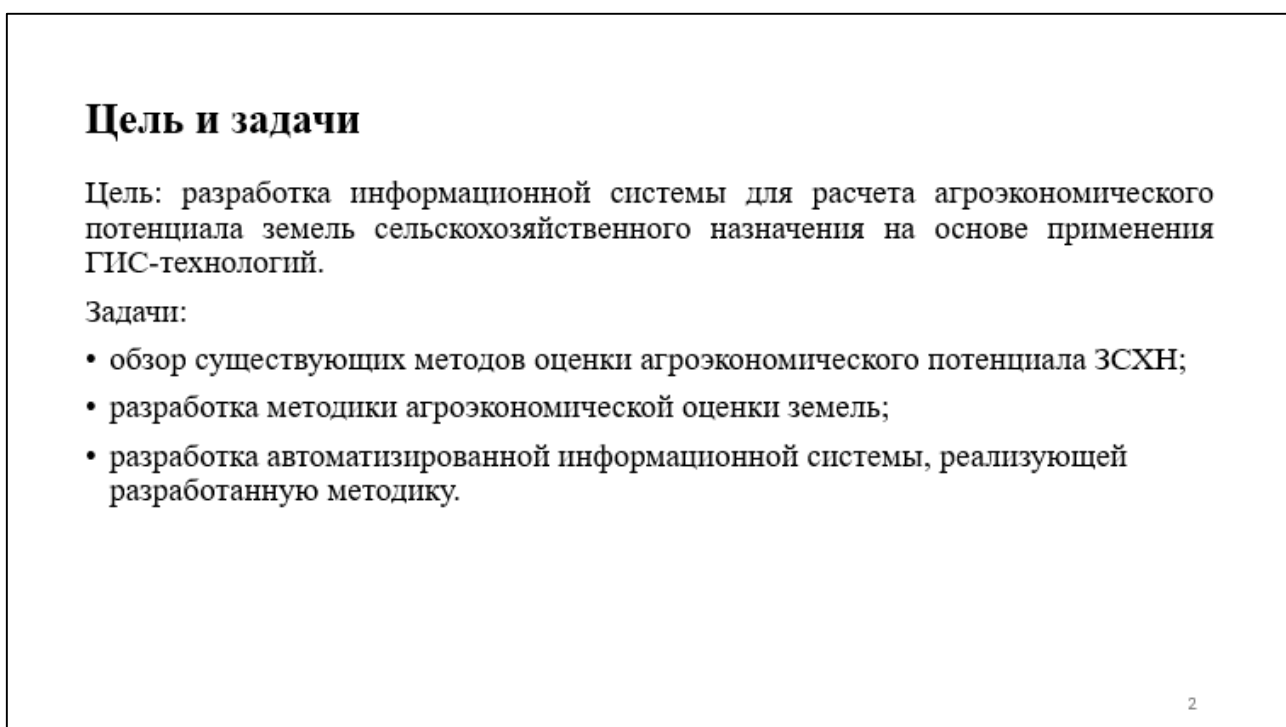 Цель и задачи
Цель: разработка информационной системы для расчета агроэкономического
потенциала земель сельскохозяйственного назначения на основе применения
ГИС-технологий.
Задачи:
• обзор существующих методов оценки агроэкономического потенциала ЗСХН;
• разработка методики агроэкономической оценки земель;
• разработка автоматизированной информационной системы, реализующей
разработанную методику.
2